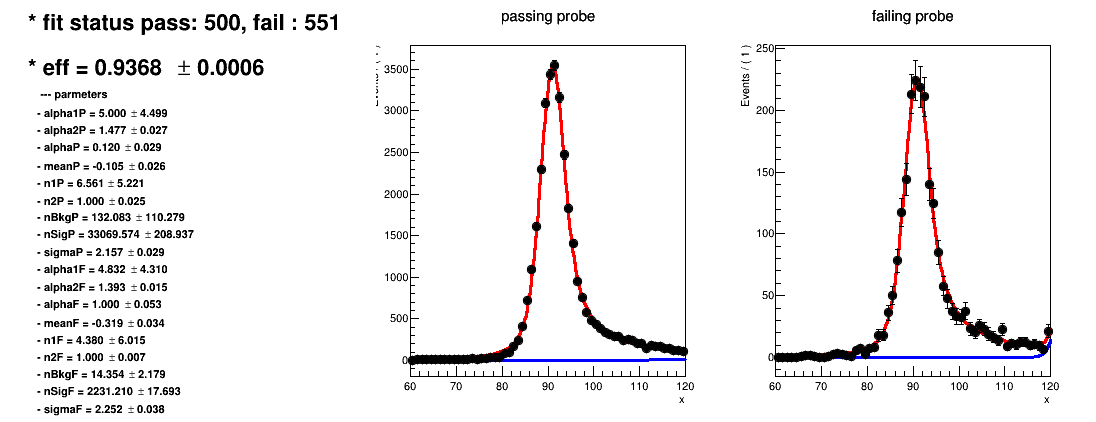 * fit status pass: 500, fail : 551
* eff = 0.9368 ± 0.0006
--- parmeters
- alpha1P = 5.000 ± 4.499
- alpha2P = 1.477 ± 0.027
- alphaP = 0.120 ± 0.029
- meanP = -0.105 ± 0.026
- n1P = 6.561 ± 5.221
- n2P = 1.000 ± 0.025
- nBkgP = 132.083 ± 110.279
- nSigP = 33069.574 ± 208.937
- sigmaP = 2.157 ± 0.029
- alpha1F = 4.832 ± 4.310
- alpha2F = 1.393 ± 0.015
- alphaF = 1.000 ± 0.053
- meanF = -0.319 ± 0.034
- n1F = 4.380 ± 6.015
- n2F = 1.000 ± 0.007
- nBkgF = 14.354 ± 2.179
- nSigF = 2231.210 ± 17.693
- sigmaF = 2.252 ± 0.038
passing probe
3500
3000
2500
2000
1500
1000
500
0
60 70 80 90 100 110 120
x
failing probe
Events / ( 1 )
250
200
150
100
50
0
60 70 80 90 100 110 120
x